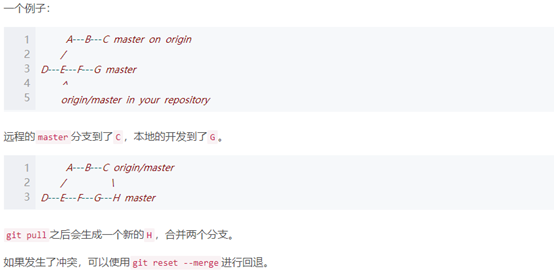 一个例子:
1 A---B---C master on origin
2 /
3 D---E---F---G master
4 ^
5 origin/master in your repository
远程的 master 分支到了 C ，本地的开发到了 G 。
1 A---B---C origin/master
2 / \
3 D---E---F---G---H master
git pull 之后会生成一个新的 H ，合并两个分支。
如果发生了冲突，可以使用 git reset --merge 进行回退。